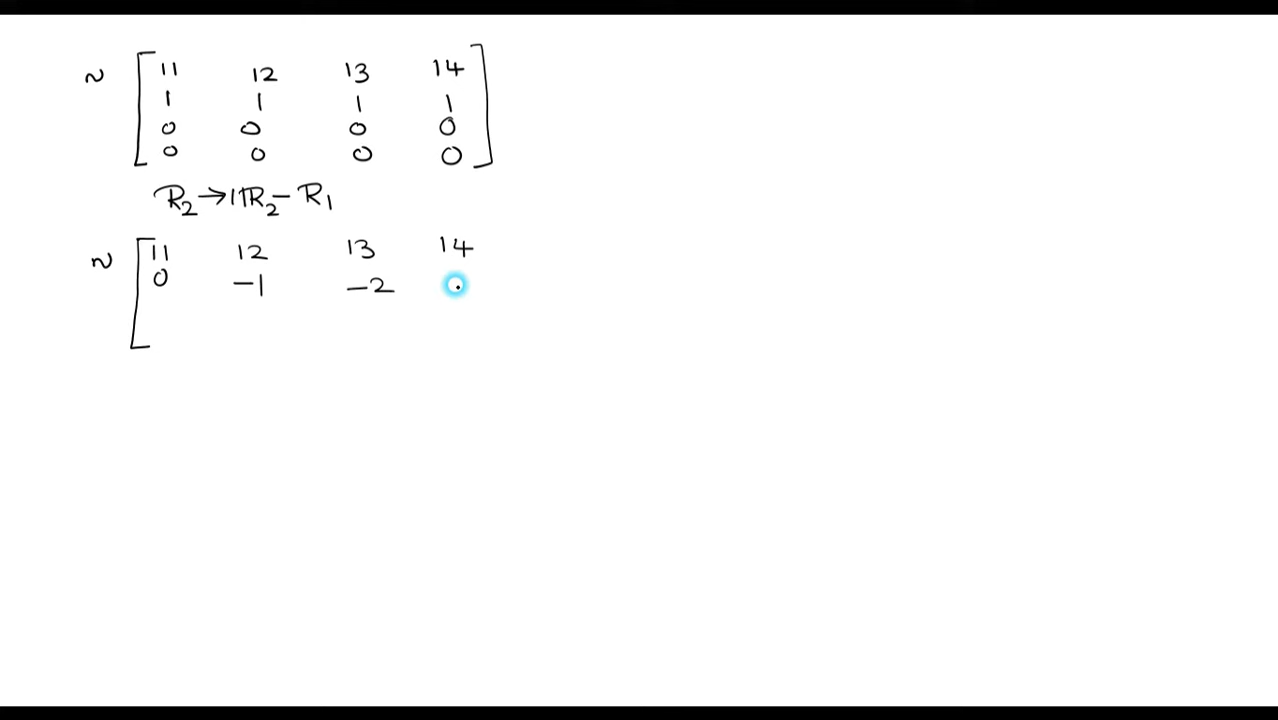 ~ [ 11 12 13 14
1 1 1 1
0 0 0 0
0 0 0 0 ]
R₂ → 11R₂ – R₁
~ [ 11 12 13 14
0 –1 –2